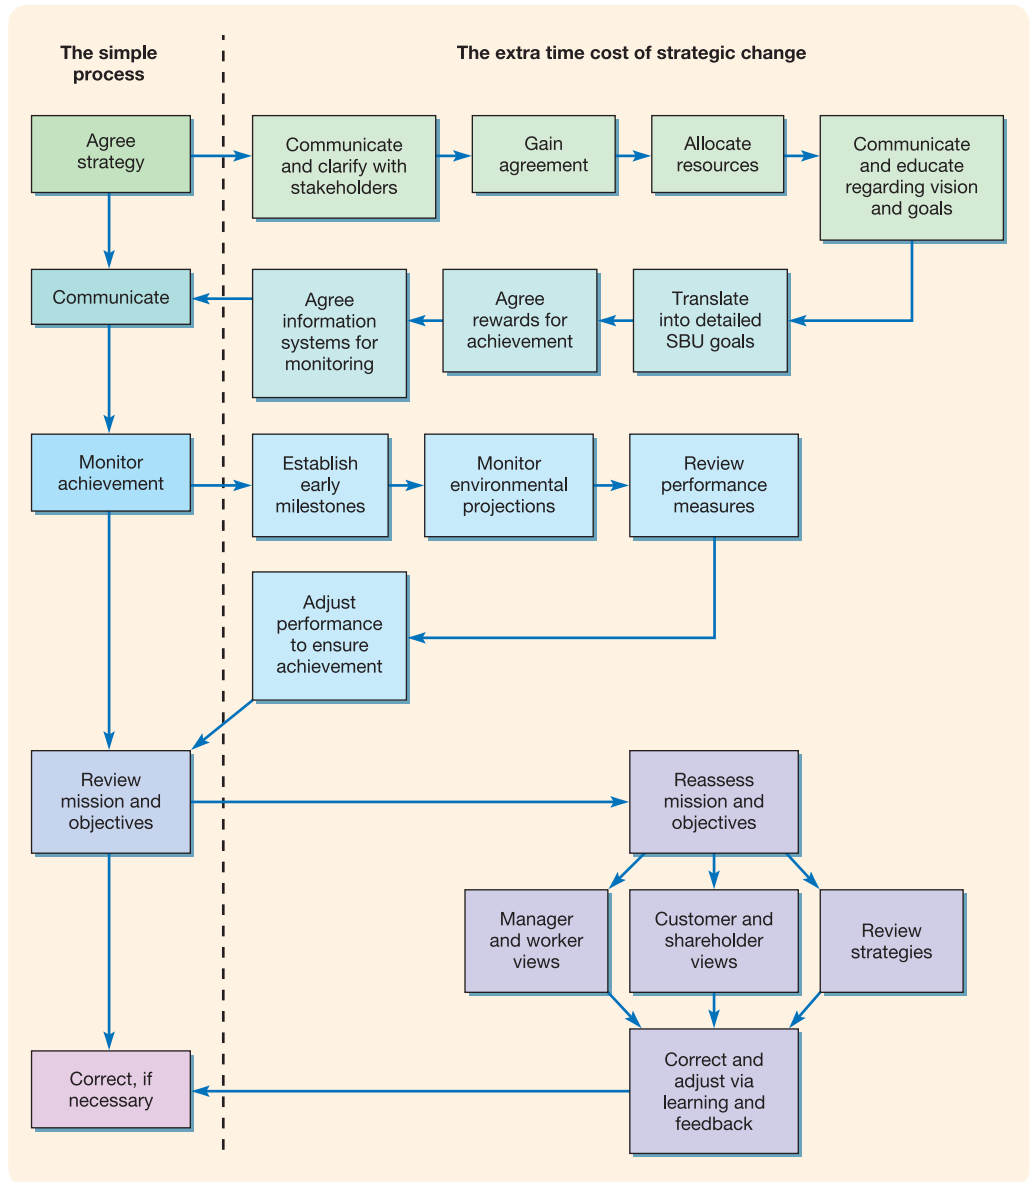 The simple
process
The extra time cost of strategic change
Agree
strategy
Communicate
and clarify with
stakeholders
Gain
agreement
Allocate
resources
Communicate
and educate
regarding vision
and goals
Communicate
Agree
information
systems for
monitoring
Agree
rewards for
achievement
Translate
into detailed
SBU goals
Monitor
achievement
Establish
early
milestones
Monitor
environmental
projections
Review
performance
measures
Adjust
performance
to ensure
achievement
Review
mission and
objectives
Reassess
mission and
objectives
Manager
and worker
views
Customer and
shareholder
views
Review
strategies
Correct, if
necessary
Correct and
adjust via
learning and
feedback